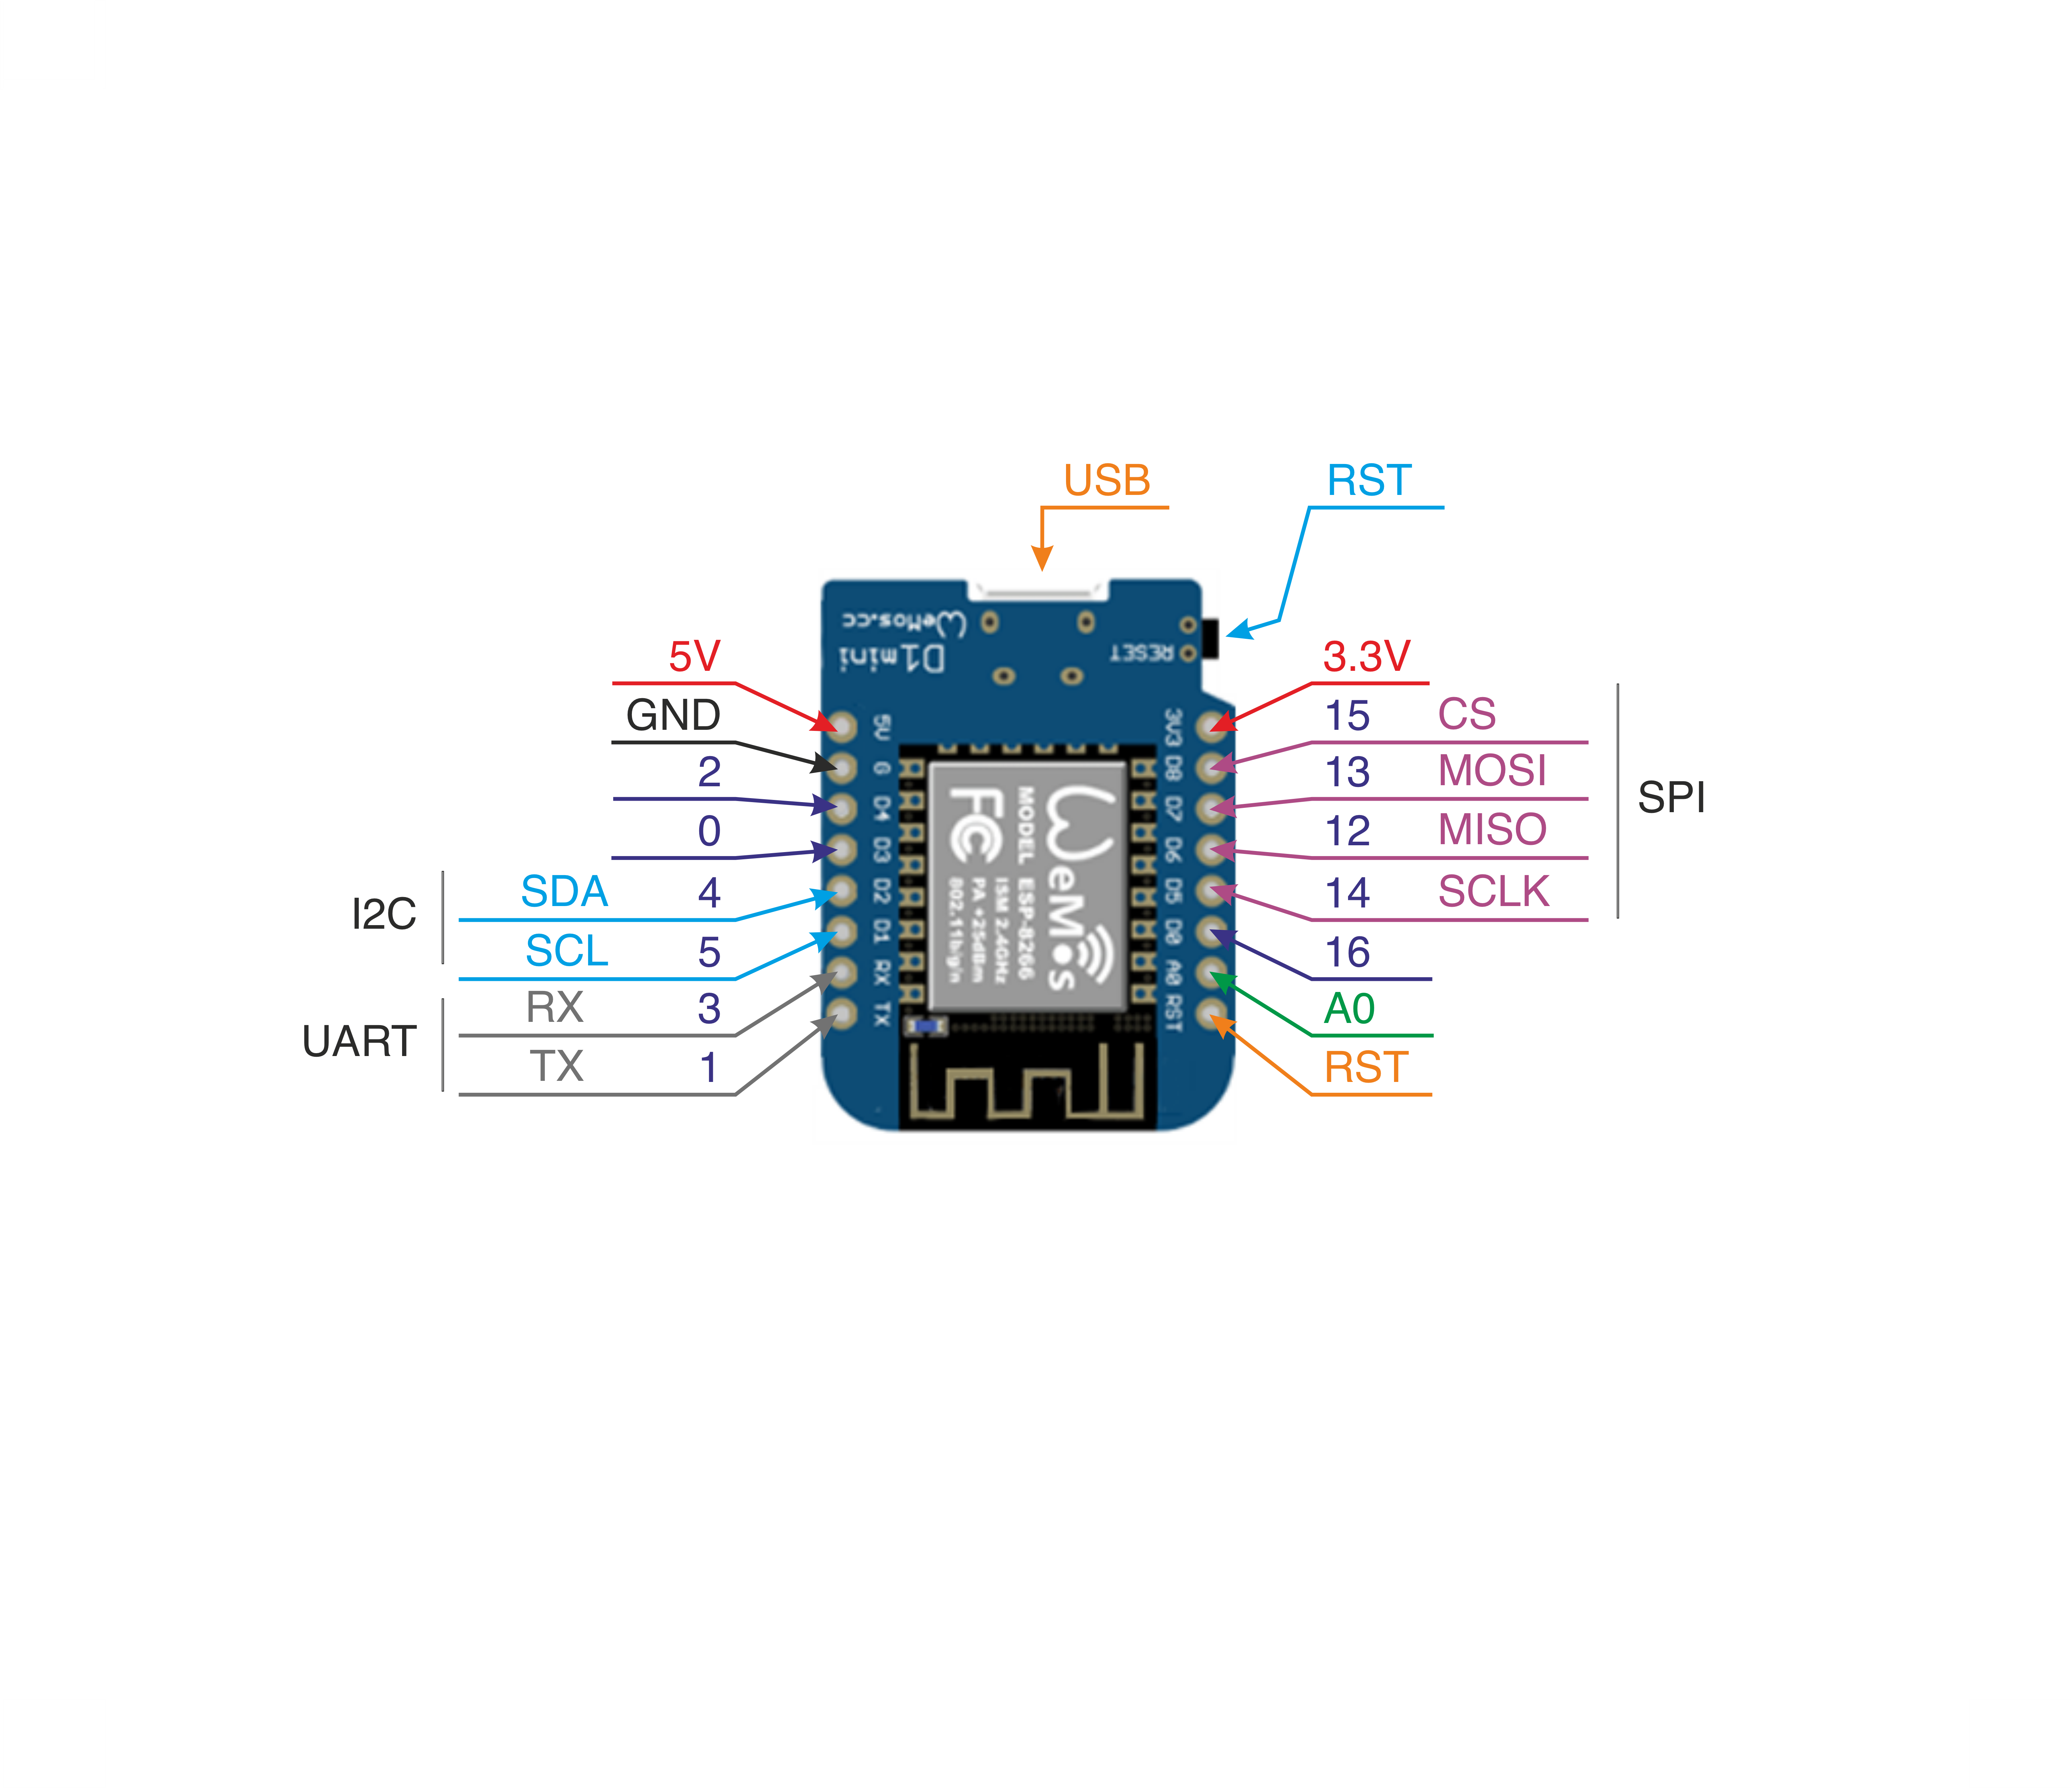 USB
RST
WeMos.cc
D1mini
RESET
5V
GND
2
0
I2C
SDA 4
SCL 5
UART
RX 3
TX 1
5V
G
D4
D3
D2
D1
RX
TX
WeMos
MODEL ESP-8266
ISM 2.4GHz
PA +25dBm
802.11b/g/n
FC
3V3
D8
D7
D6
D5
D0
A0
RST
3.3V
15 CS
13 MOSI
12 MISO
14 SCLK
SPI
16
A0
RST